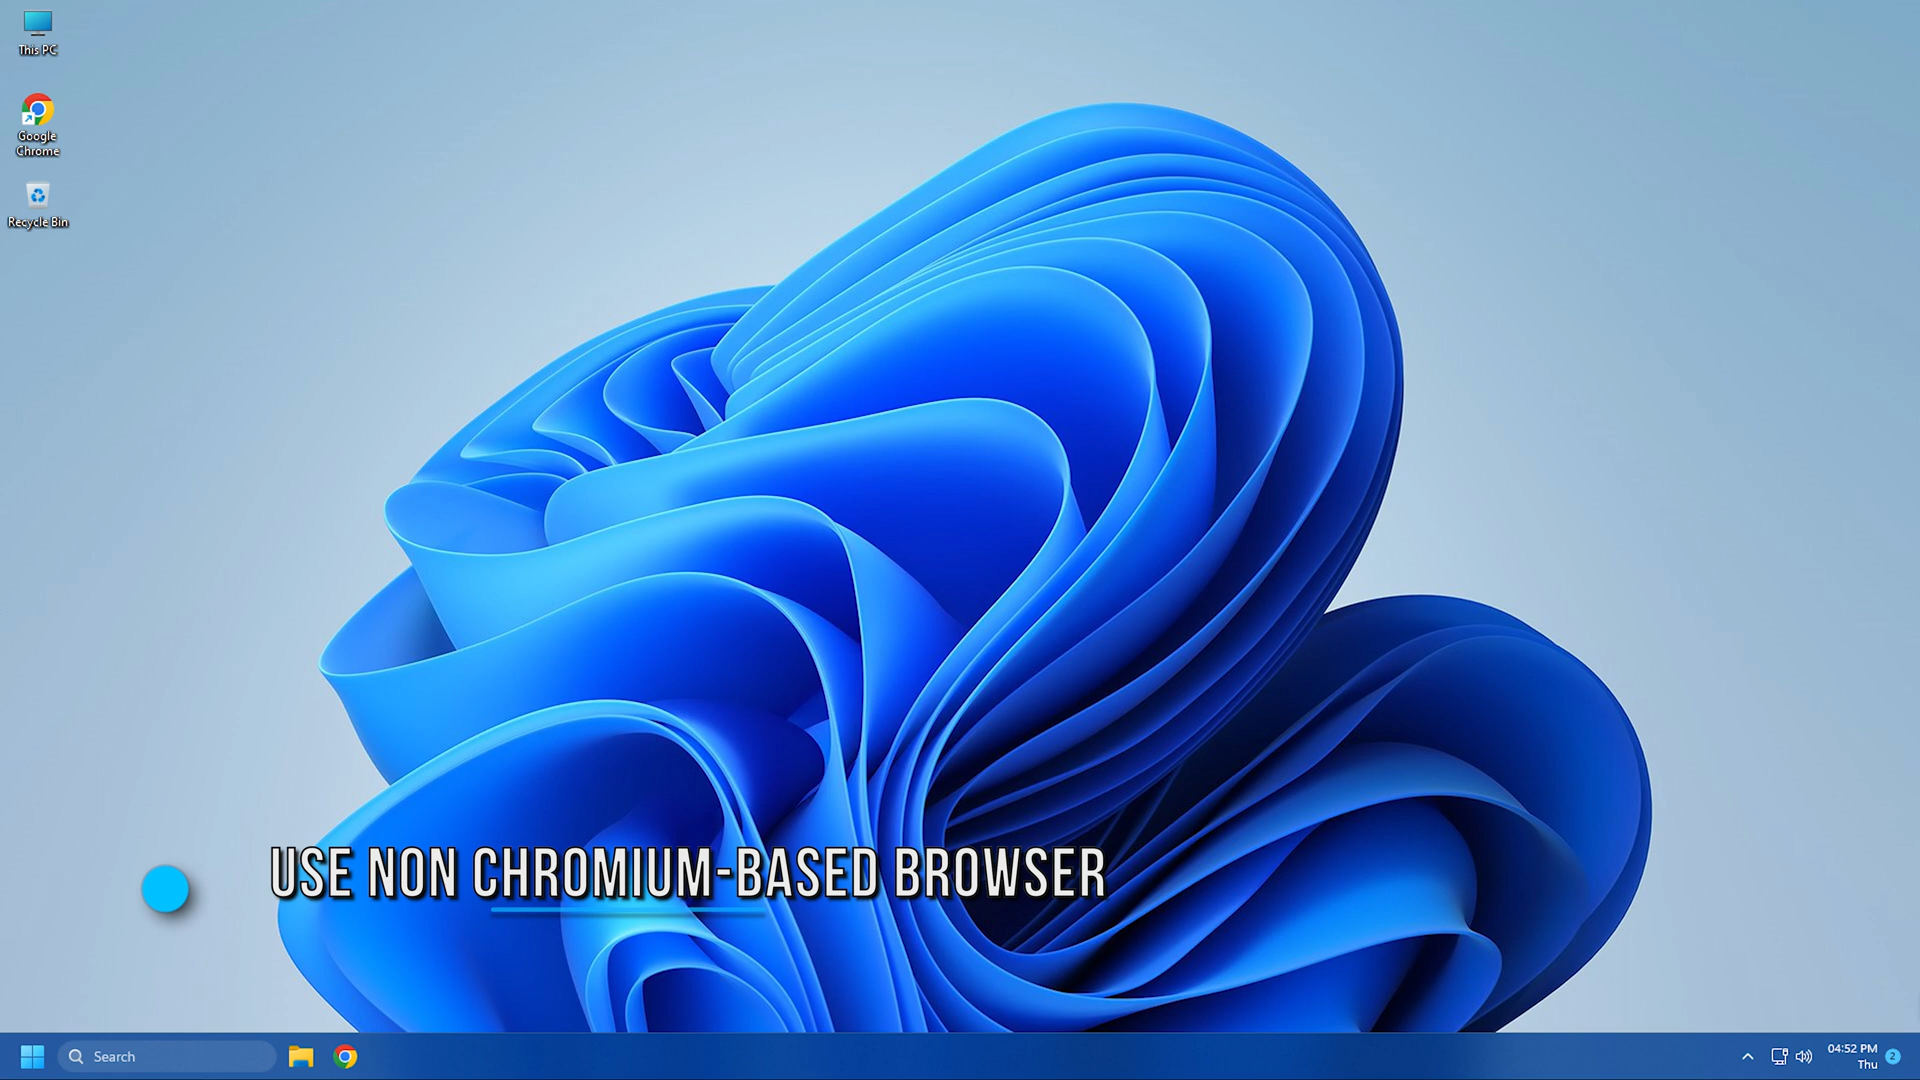 This PC
Google
Chrome
Recycle Bin
USE NON CHROMIUM-BASED BROWSER
Search
04:52 PM
Thu
2